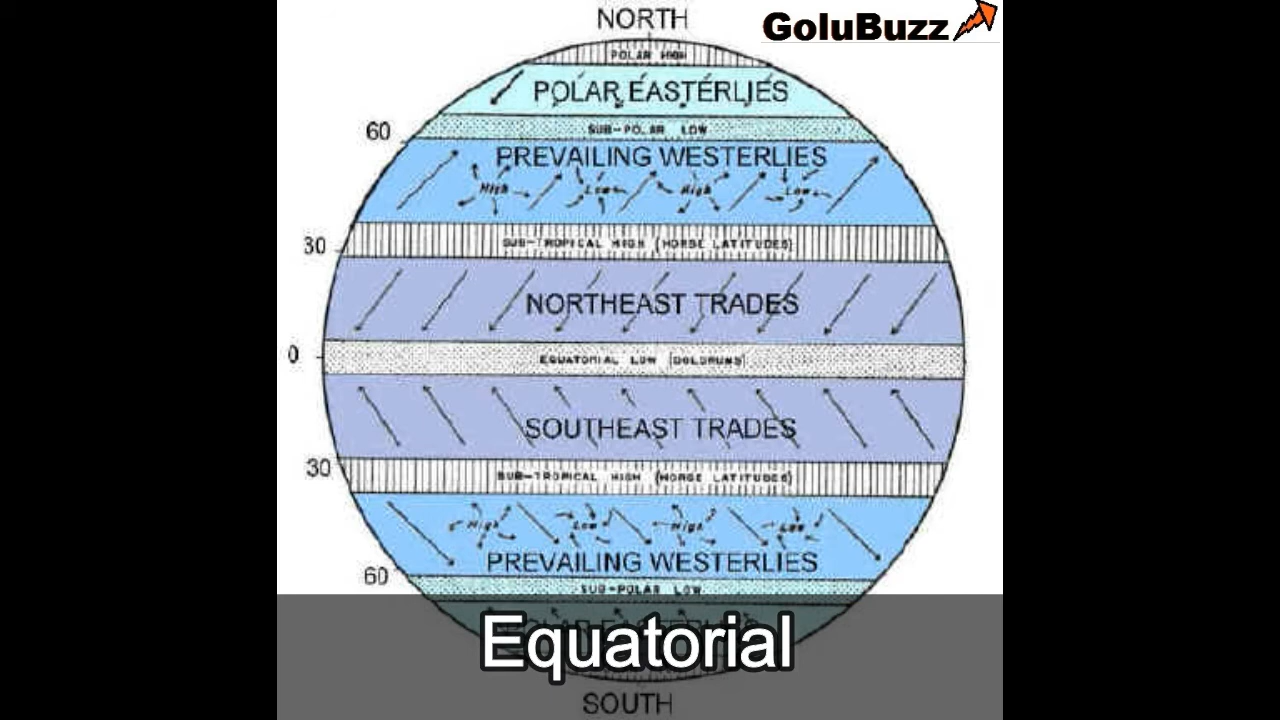 NORTH
GoluBuzz
POLAR HIGH
POLAR EASTERLIES
SUB-POLAR LOW
60
PREVAILING WESTERLIES
High Low High Low
30
SUB-TROPICAL HIGH (HORSE LATITUDES)
NORTHEAST TRADES
0
EQUATORIAL LOW (DOLDRUMS)
SOUTHEAST TRADES
30
SUB-TROPICAL HIGH (HORSE LATITUDES)
High Low High Low
PREVAILING WESTERLIES
60
SUB-POLAR LOW
Equatorial
SOUTH